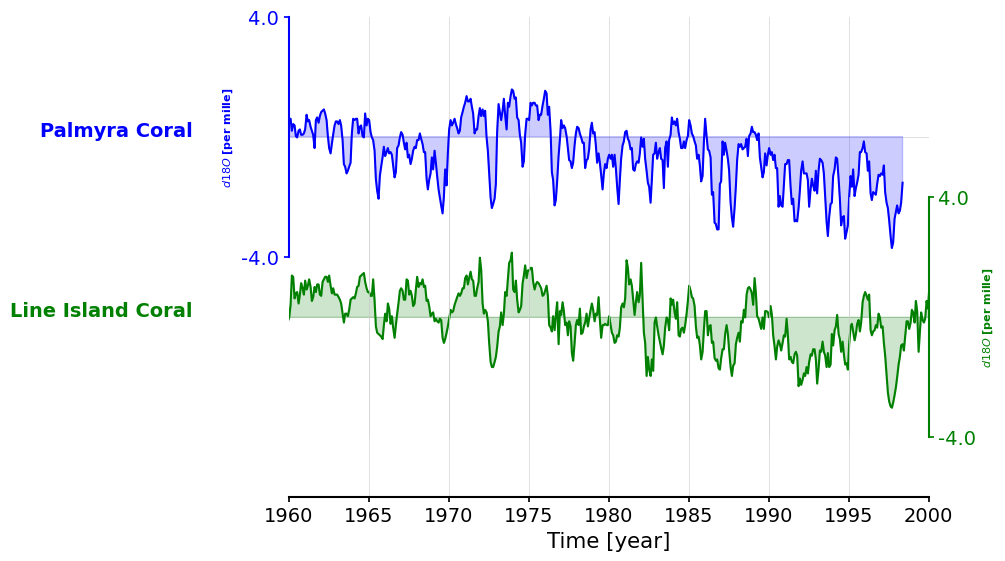 4.0
Palmyra Coral
d18O [per mille]
-4.0
4.0
Line Island Coral
d18O [per mille]
-4.0
1960 1965 1970 1975 1980 1985 1990 1995 2000
Time [year]